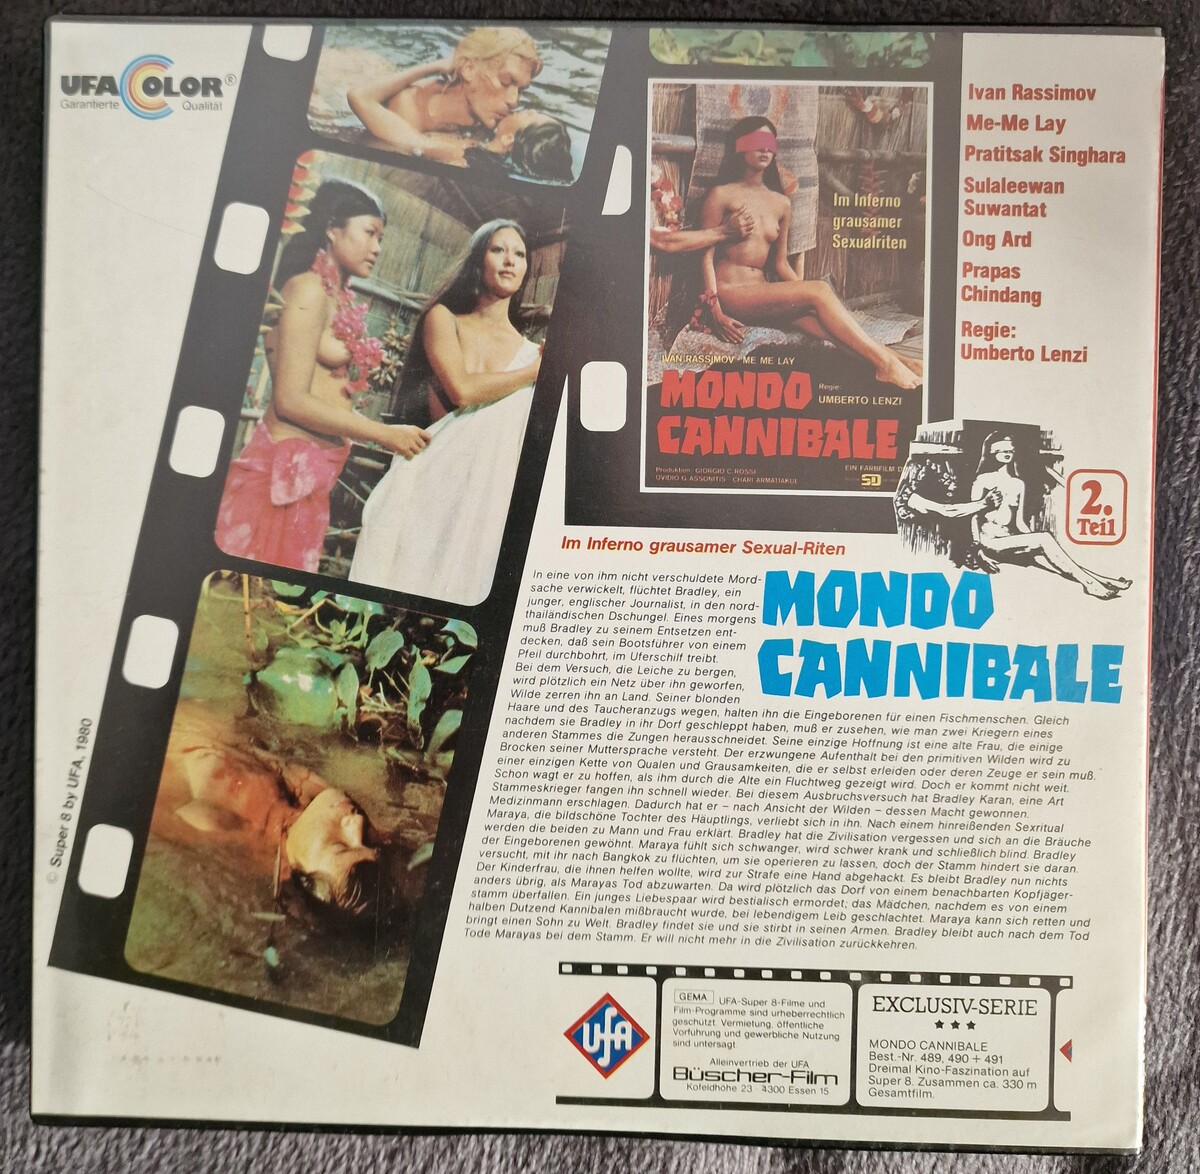 UFACOLOR®
Garantierte Qualität
Ivan Rassimov
Me-Me Lay
Pratitsak Singhara
Sulaleewan
Suwantat
Ong Ard
Prapas
Chindang
Regie:
Umberto Lenzi
Im Inferno
grausamer
Sexualriten
IVAN RASSIMOV - ME ME LAY
MONDO
Regie:
UMBERTO LENZI
CANNIBALE
Produktion: GIORGIO C. ROSSI
OVIDIO G. ASSONITIS - CHARI ARMATIAKUL
EIN FARBFILM D
SD
2.
Teil
Im Inferno grausamer Sexual-Riten
MONDO
CANNIBALE
In eine von ihm nicht verschuldete Mord-
sache verwickelt, flüchtet Bradley, ein
junger, englischer Journalist, in den nord-
thailändischen Dschungel. Eines morgens
muß Bradley zu seinem Entsetzen ent-
decken, daß sein Bootsführer von einem
Pfeil durchbohrt, im Uferschilf treibt.
Bei dem Versuch, die Leiche zu bergen,
wird plötzlich ein Netz über ihn geworfen,
Wilde zerren ihn an Land. Seiner blonden
Haare und des Taucheranzugs wegen, halten ihn die Eingeborenen für einen Fischmenschen. Gleich
nachdem sie Bradley in ihr Dorf geschleppt haben, muß er zusehen, wie man zwei Kriegern eines
anderen Stammes die Zungen herausschneidet. Seine einzige Hoffnung ist eine alte Frau, die einige
Brocken seiner Muttersprache versteht. Der erzwungene Aufenthalt bei den primitiven Wilden wird zu
einer einzigen Kette von Qualen und Grausamkeiten, die er selbst erleiden oder deren Zeuge er sein muß.
Schon wagt er zu hoffen, als ihm durch die Alte ein Fluchtweg gezeigt wird. Doch er kommt nicht weit.
Stammeskrieger fangen ihn schnell wieder. Bei diesem Ausbruchsversuch hat Bradley Karan, eine Art
Medizinmann erschlagen. Dadurch hat er – nach Ansicht der Wilden – dessen Macht gewonnen.
Maraya, die bildschöne Tochter des Häuptlings, verliebt sich in ihn. Nach einem hinreißenden Sexritual
werden die beiden zu Mann und Frau erklärt. Bradley hat die Zivilisation vergessen und sich an die Bräuche
der Eingeborenen gewöhnt. Maraya fühlt sich schwanger, wird schwer krank und schließlich blind. Bradley
versucht, mit ihr nach Bangkok zu flüchten, um sie operieren zu lassen, doch der Stamm hindert sie daran.
Der Kinderfrau, die ihnen helfen wollte, wird zur Strafe eine Hand abgehackt. Es bleibt Bradley nun nichts
anders übrig, als Marayas Tod abzuwarten. Da wird plötzlich das Dorf von einem benachbarten Kopfjäger-
stamm überfallen. Ein junges Liebespaar wird bestialisch ermordet; das Mädchen, nachdem es von einem
halben Dutzend Kannibalen mißbraucht wurde, bei lebendigem Leib geschlachtet. Maraya kann sich retten und
bringt einen Sohn zu Welt. Bradley findet sie und sie stirbt in seinen Armen. Bradley bleibt auch nach dem Tod
Tode Marayas bei dem Stamm. Er will nicht mehr in die Zivilisation zurückkehren.
© Super 8 by UFA, 1980
UFA
GEMA UFA-Super 8-Filme und
Film-Programme sind urheberrechtlich
geschützt. Vermietung, öffentliche
Vorführung und gewerbliche Nutzung
sind untersagt.
Alleinvertrieb der UFA
Büscher-Film
Kofeldhöhe 23 · 4300 Essen 15
EXCLUSIV-SERIE
MONDO CANNIBALE
Best.-Nr. 489, 490 + 491
Dreimal Kino-Faszination auf
Super 8. Zusammen ca. 330 m
Gesamtfilm.